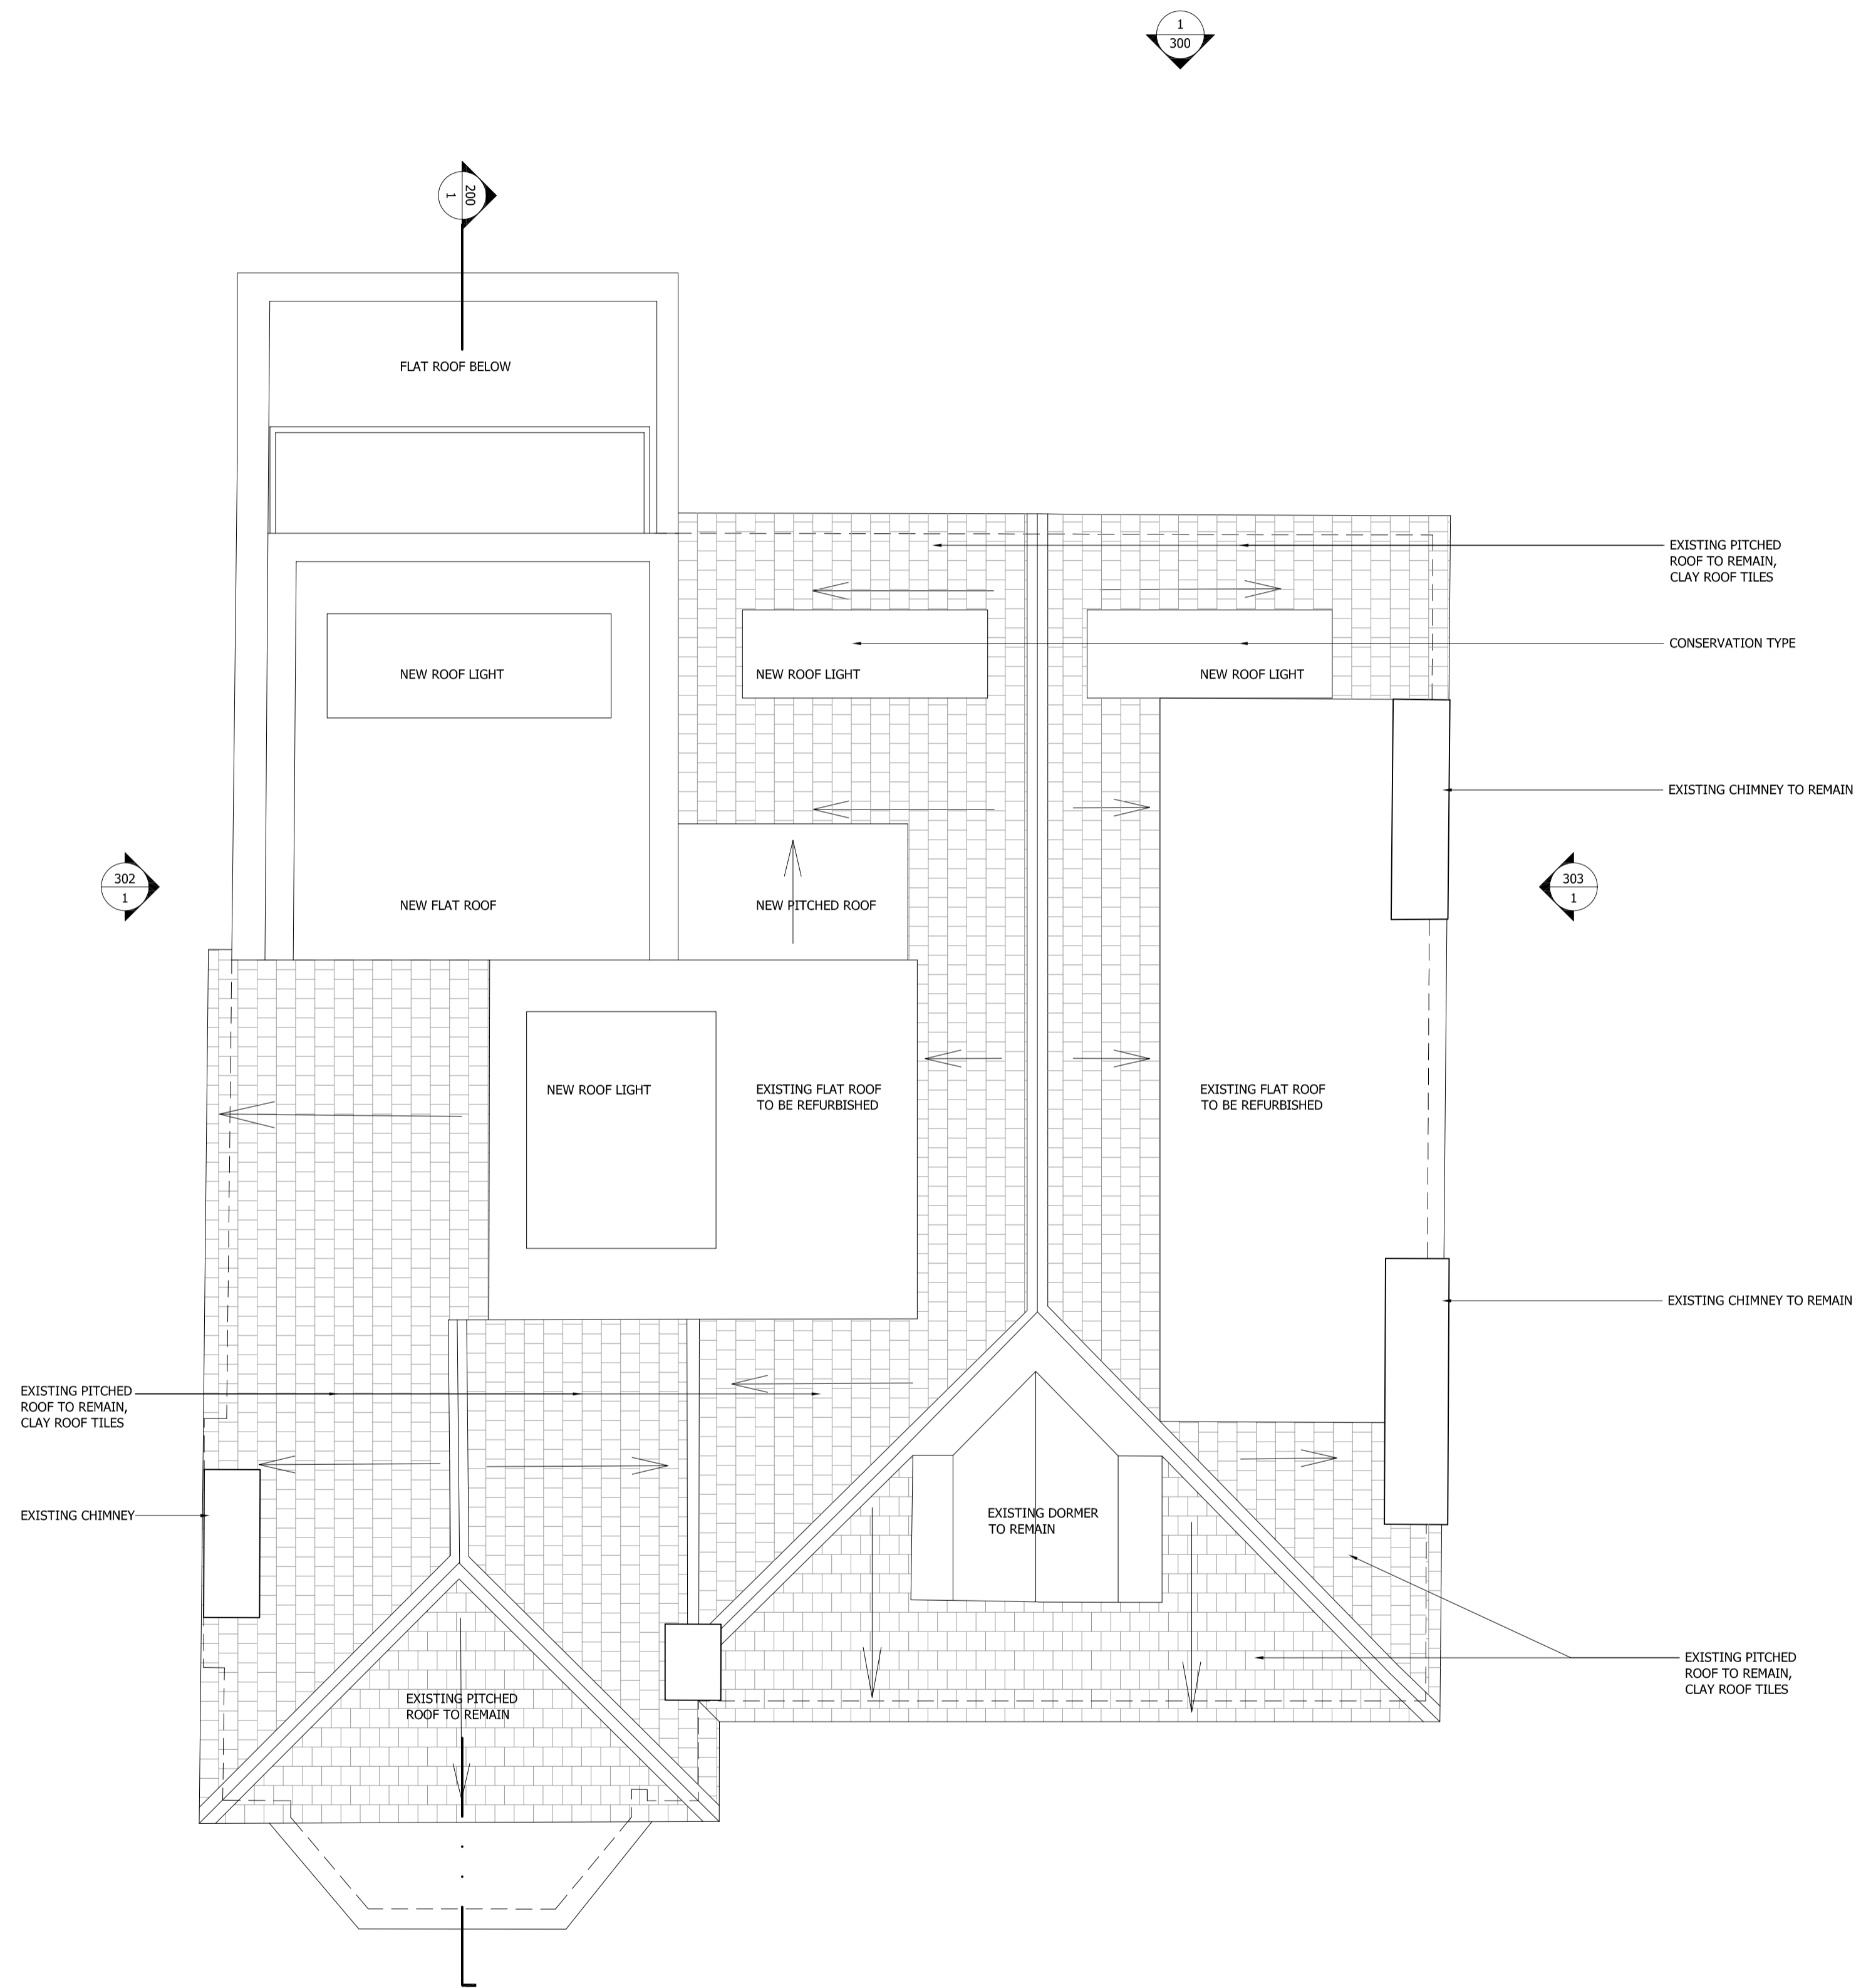 1
300
200
1
FLAT ROOF BELOW
EXISTING PITCHED
ROOF TO REMAIN,
CLAY ROOF TILES
CONSERVATION TYPE
NEW ROOF LIGHT
NEW ROOF LIGHT
NEW ROOF LIGHT
EXISTING CHIMNEY TO REMAIN
302
1
303
1
NEW FLAT ROOF
NEW PITCHED ROOF
NEW ROOF LIGHT
EXISTING FLAT ROOF
TO BE REFURBISHED
EXISTING FLAT ROOF
TO BE REFURBISHED
EXISTING CHIMNEY TO REMAIN
EXISTING PITCHED
ROOF TO REMAIN,
CLAY ROOF TILES
EXISTING CHIMNEY
EXISTING DORMER
TO REMAIN
EXISTING PITCHED
ROOF TO REMAIN,
CLAY ROOF TILES
EXISTING PITCHED
ROOF TO REMAIN